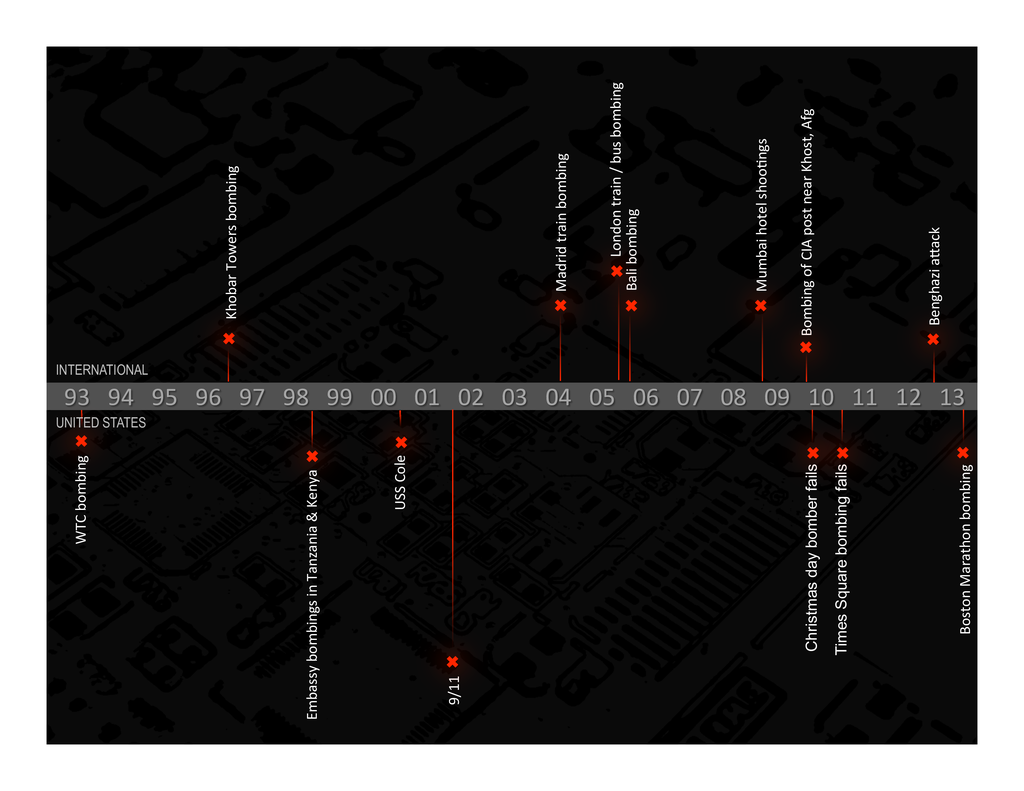 Khobar Towers bombing
Madrid train bombing
London train / bus bombing
Bali bombing
Mumbai hotel shootings
Bombing of CIA post near Khost, Afg
Benghazi attack
INTERNATIONAL
93 94 95 96 97 98 99 00 01 02 03 04 05 06 07 08 09 10 11 12 13
UNITED STATES
WTC bombing
Embassy bombings in Tanzania & Kenya
USS Cole
9/11
Christmas day bomber fails
Times Square bombing fails
Boston Marathon bombing